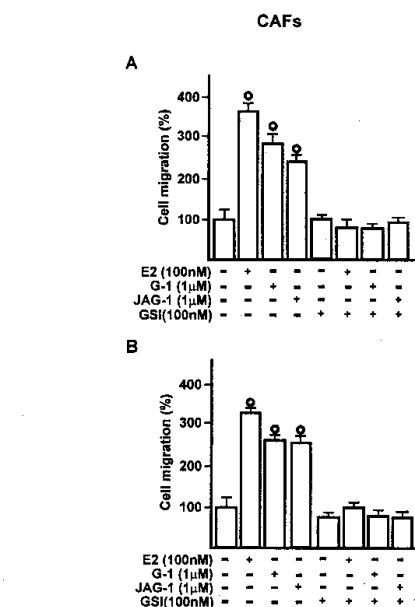 CAFs
A
Cell migration (%)
400
300
200
100
E2 (100nM) - + - - - + - -
G-1 (1μM) - - + - - - + -
JAG-1 (1μM) - - - + - - - +
GSI(100nM) - - - - + + + +
B
Cell migration (%)
400
300
200
100
E2 (100nM) - + - - - + - -
G-1 (1μM) - - + - - - + -
JAG-1 (1μM) - - - + - - - +
GSI(100nM) - - - - + + + +